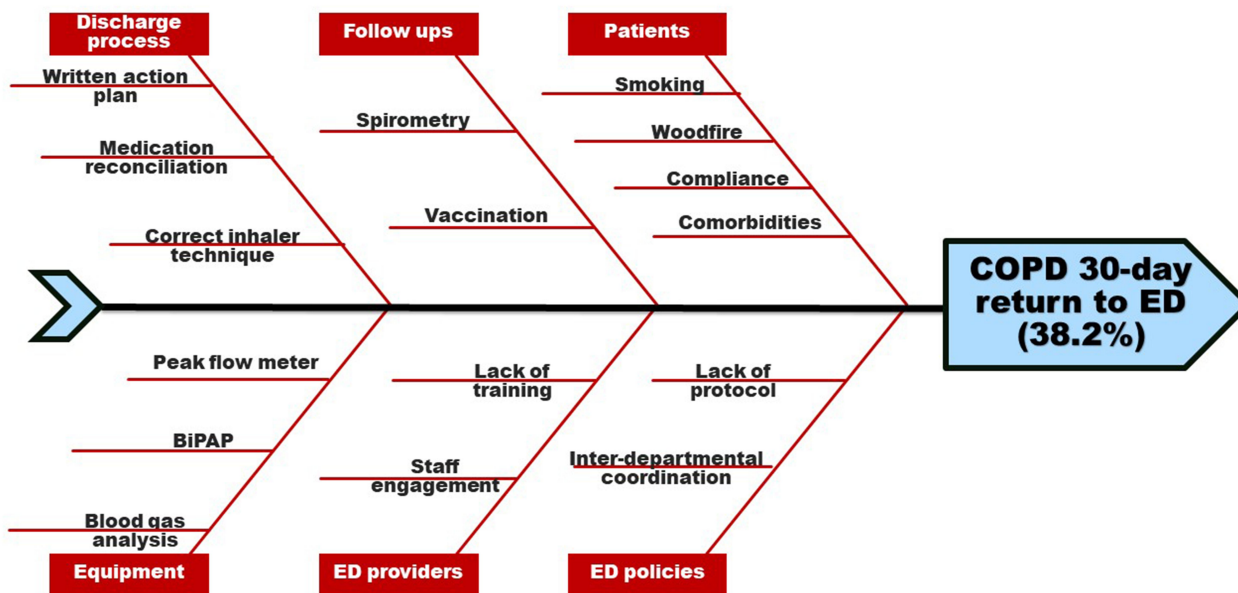 Discharge
process
Follow ups
Patients
Written action
plan
Medication
reconciliation
Correct inhaler
technique
Spirometry
Vaccination
Smoking
Woodfire
Compliance
Comorbidities
COPD 30-day
return to ED
(38.2%)
Peak flow meter
BiPAP
Blood gas
analysis
Lack of
training
Staff
engagement
Lack of
protocol
Inter-departmental
coordination
Equipment
ED providers
ED policies